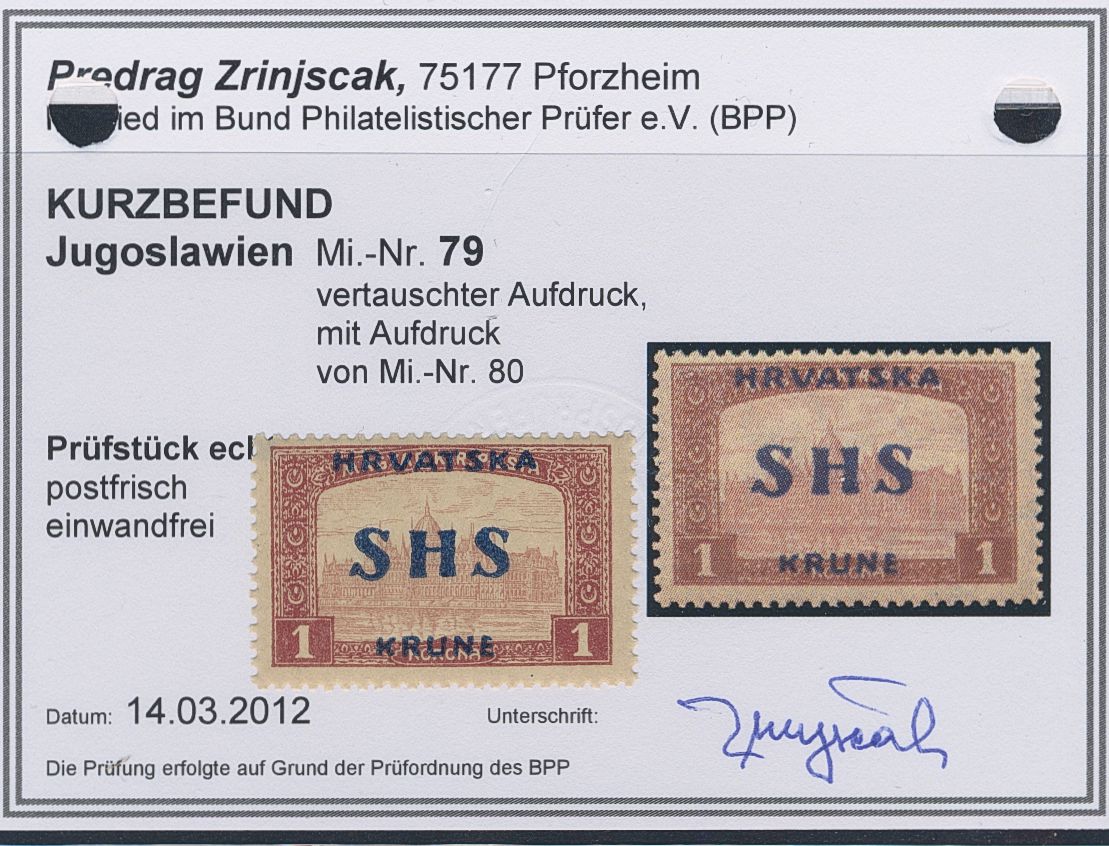 Predrag Zrinjscak, 75177 Pforzheim
ied im Bund Philatelistischer Prüfer e.V. (BPP)
KURZBEFUND
Jugoslawien Mi.-Nr. 79
vertauschter Aufdruck,
mit Aufdruck
von Mi.-Nr. 80
Prüfstück ec
postfrisch
einwandfrei
HRVATSKA
SHS
1 KRUNE 1
KORONA
HRVATSKA
SHS
1 KRUNE 1
Datum: 14.03.2012 Unterschrift:
Die Prüfung erfolgte auf Grund der Prüfordnung des BPP